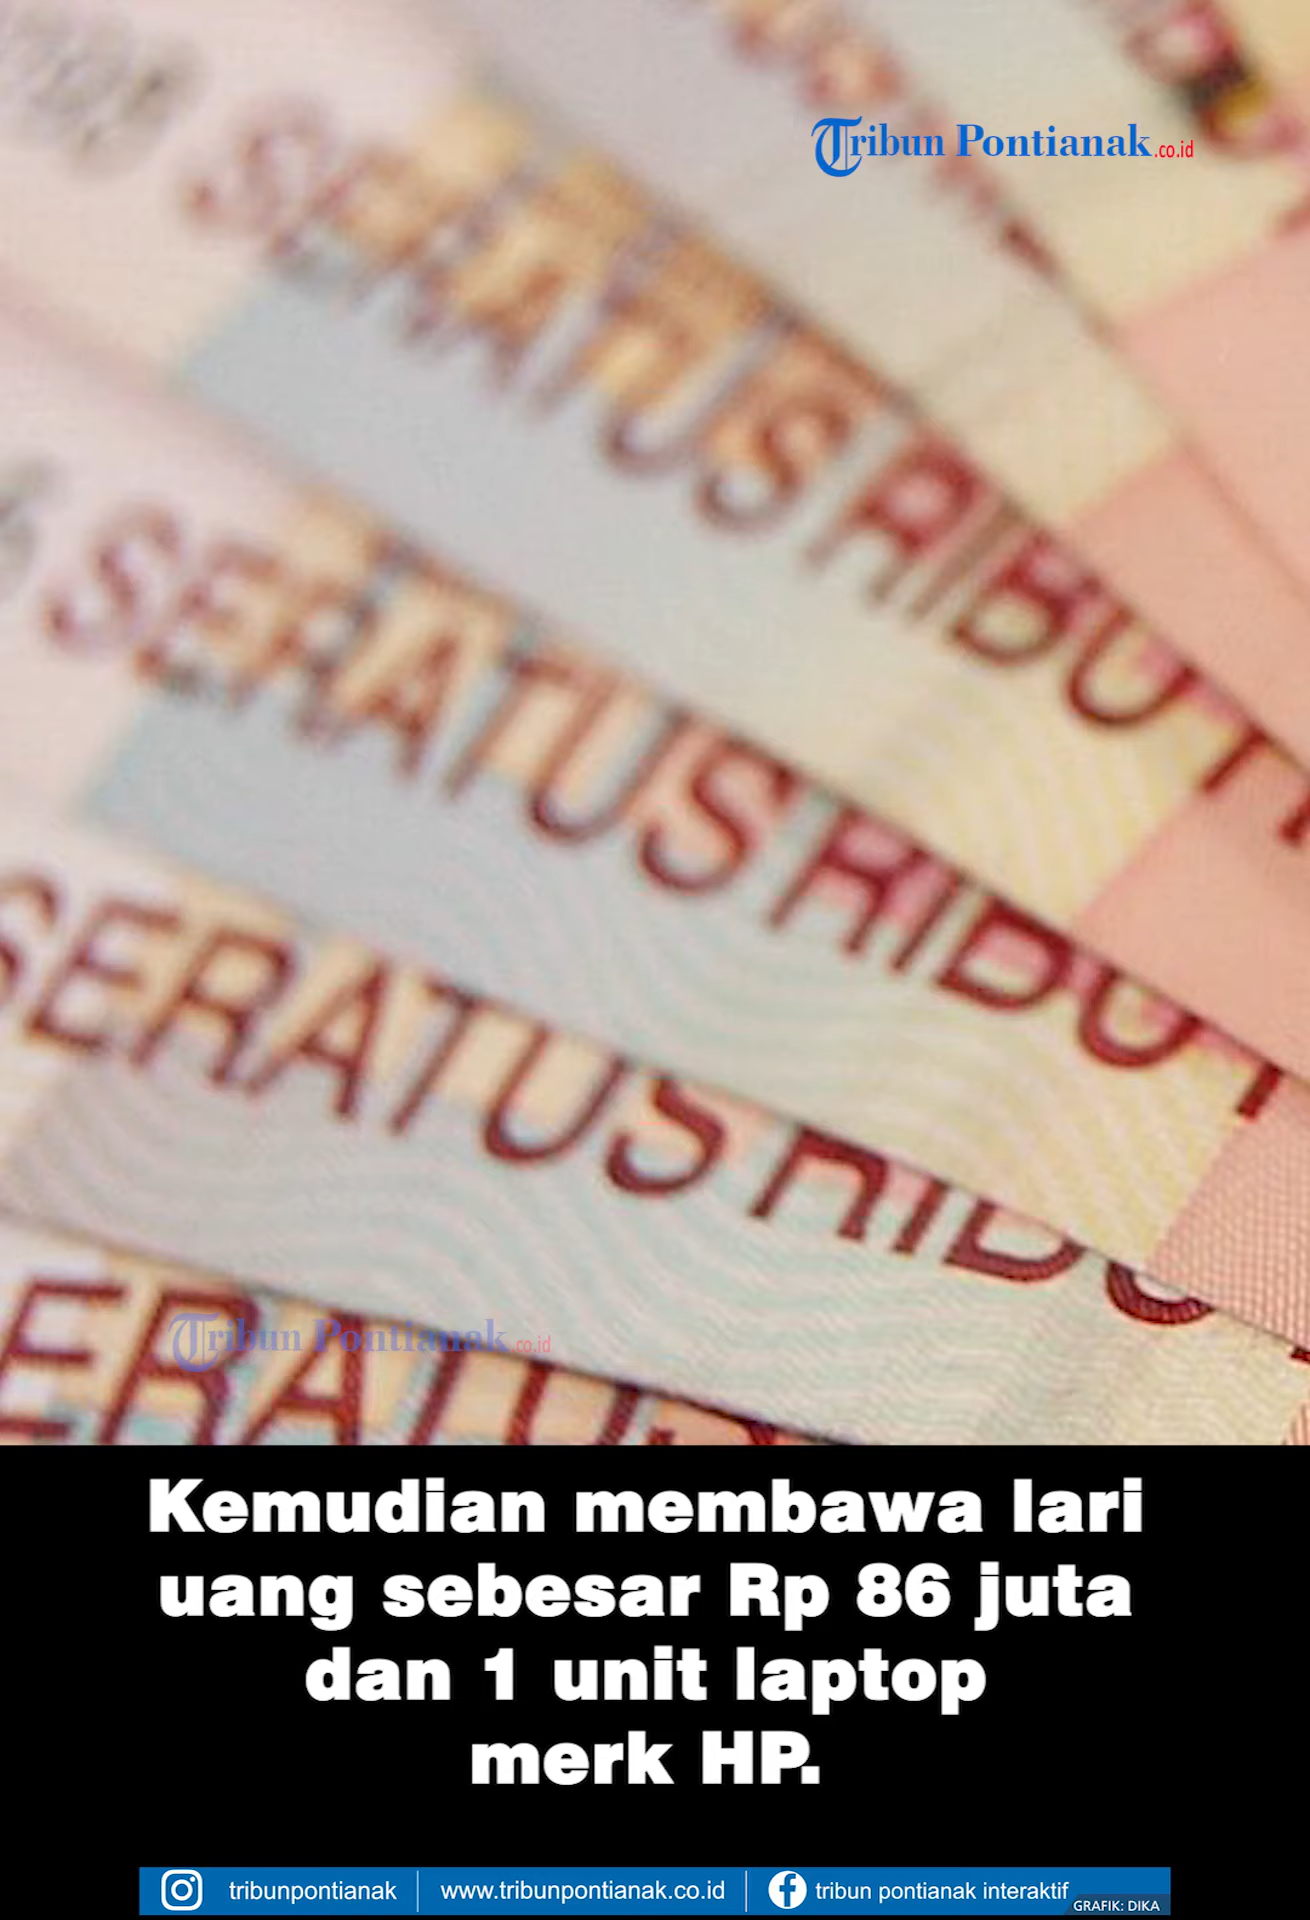 Tribun Pontianak.co.id
SERATUS RIBU
SERATUS RIBU
SERATUS RIBU
Tribun Pontianak.co.id
Kemudian membawa lari
uang sebesar Rp 86 juta
dan 1 unit laptop
merk HP.
tribunpontianak
www.tribunpontianak.co.id
tribun pontianak interaktif
GRAFIK: DIKA